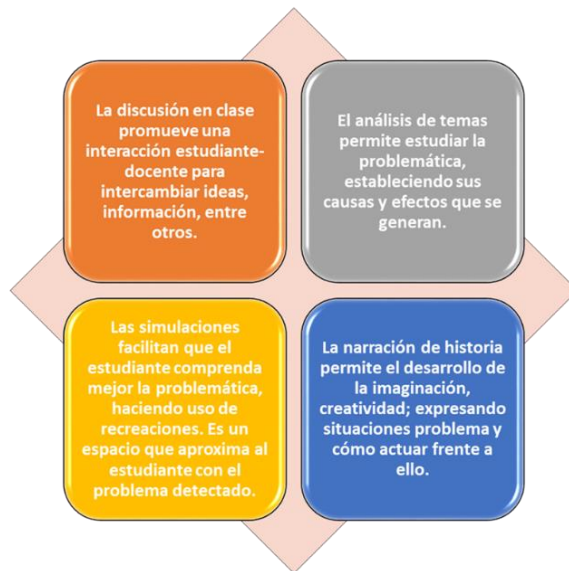 La discusión en clase
promueve una
interacción estudiante-
docente para
intercambiar ideas,
información, entre
otros.
El análisis de temas
permite estudiar la
problemática,
estableciendo sus
causas y efectos que se
generan.
Las simulaciones
facilitan que el
estudiante comprenda
mejor la problemática,
haciendo uso de
recreaciones. Es un
espacio que aproxima al
estudiante con el
problema detectado.
La narración de historia
permite el desarrollo de
la imaginación,
creatividad; expresando
situaciones problema y
cómo actuar frente a
ello.